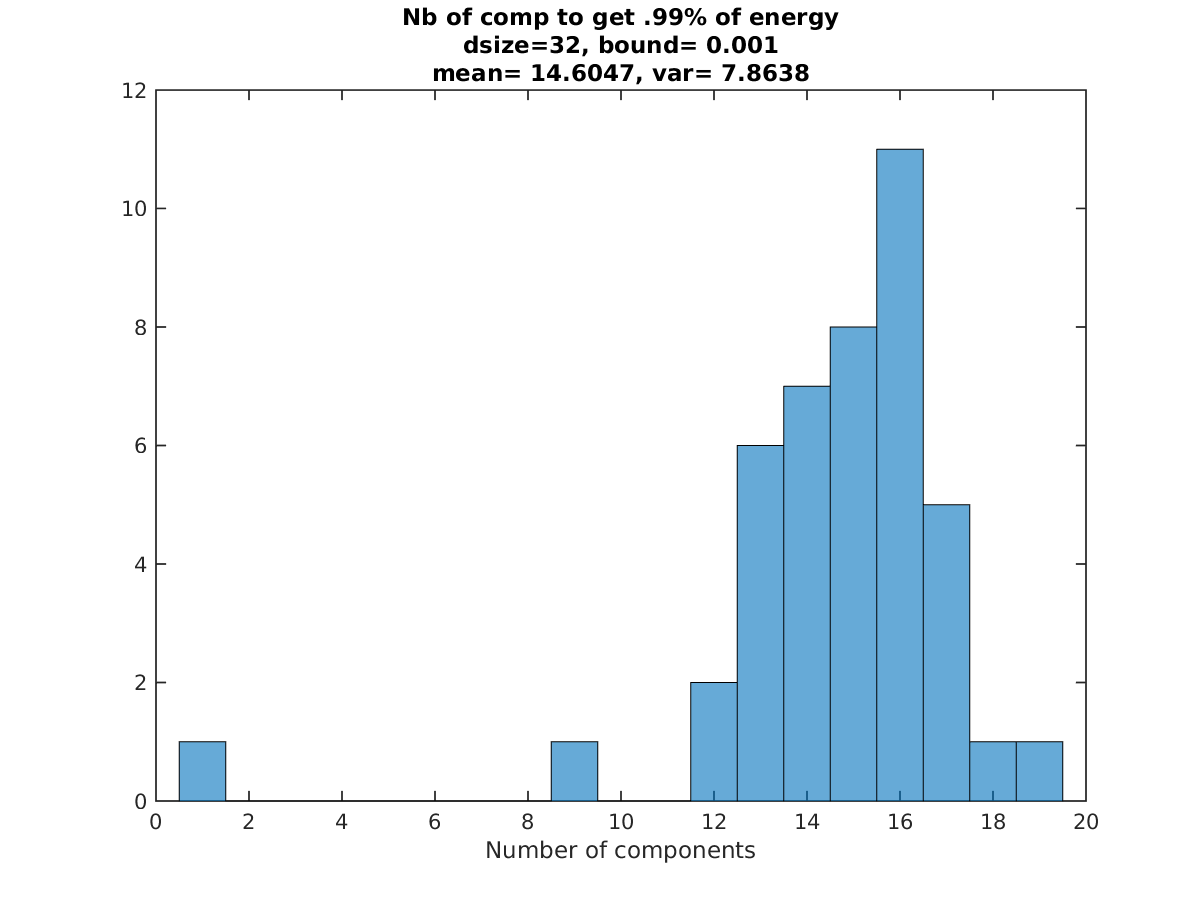 Nb of comp to get .99% of energy
dsize=32, bound= 0.001
mean= 14.6047, var= 7.8638
12
10
8
6
4
2
0
0 2 4 6 8 10 12 14 16 18 20
Number of components